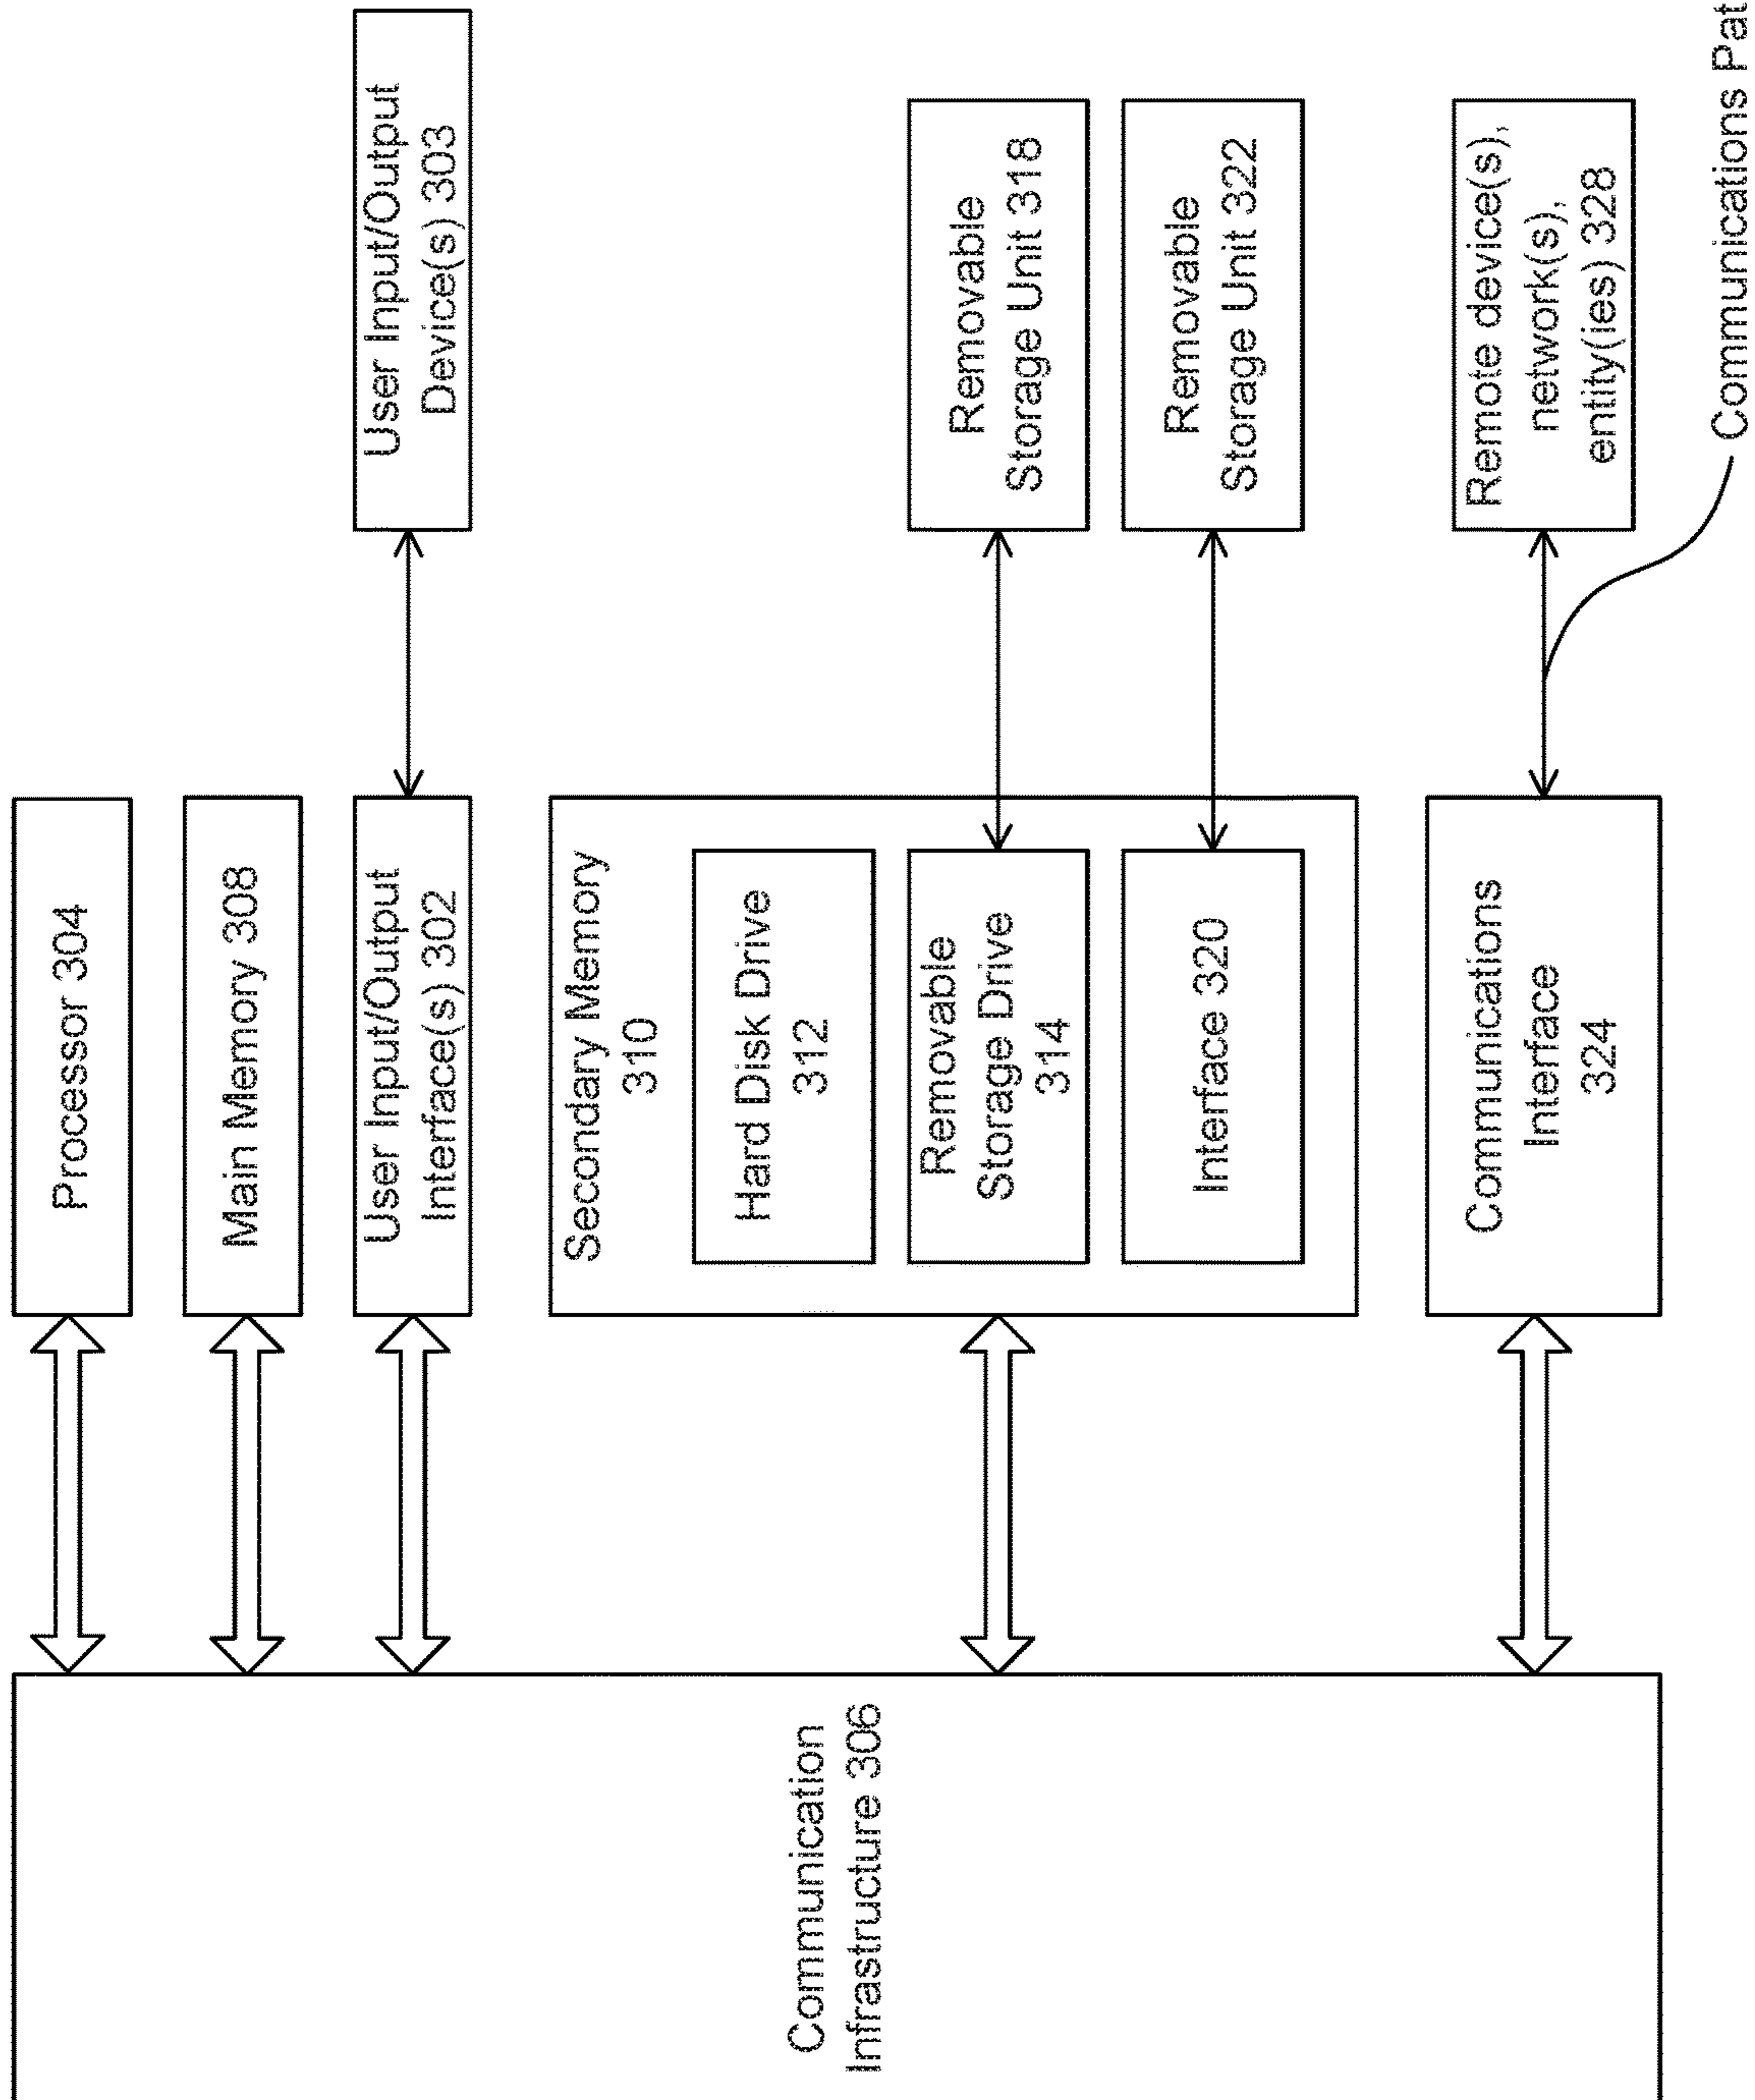 Processor 304
Main Memory 308
User Input/Output
Interface(s) 302
User Input/Output
Device(s) 303
Secondary Memory
310
Hard Disk Drive
312
Removable
Storage Drive
314
Interface 320
Removable
Storage Unit 318
Removable
Storage Unit 322
Communications
Interface
324
Remote device(s),
network(s),
entity(ies) 328
Communications Pat
Communication
Infrastructure 306